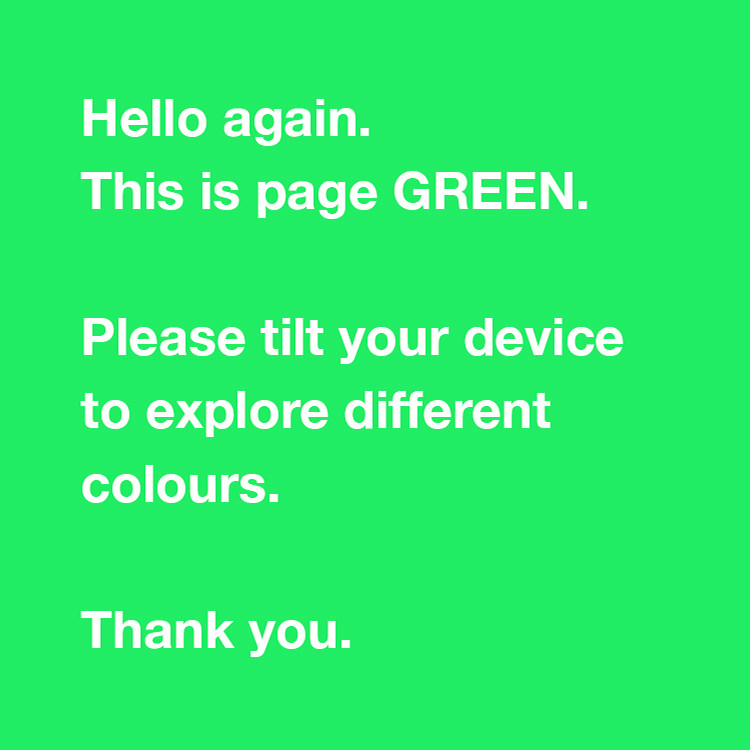 Hello again.
This is page GREEN.
Please tilt your device
to explore different
colours.
Thank you.